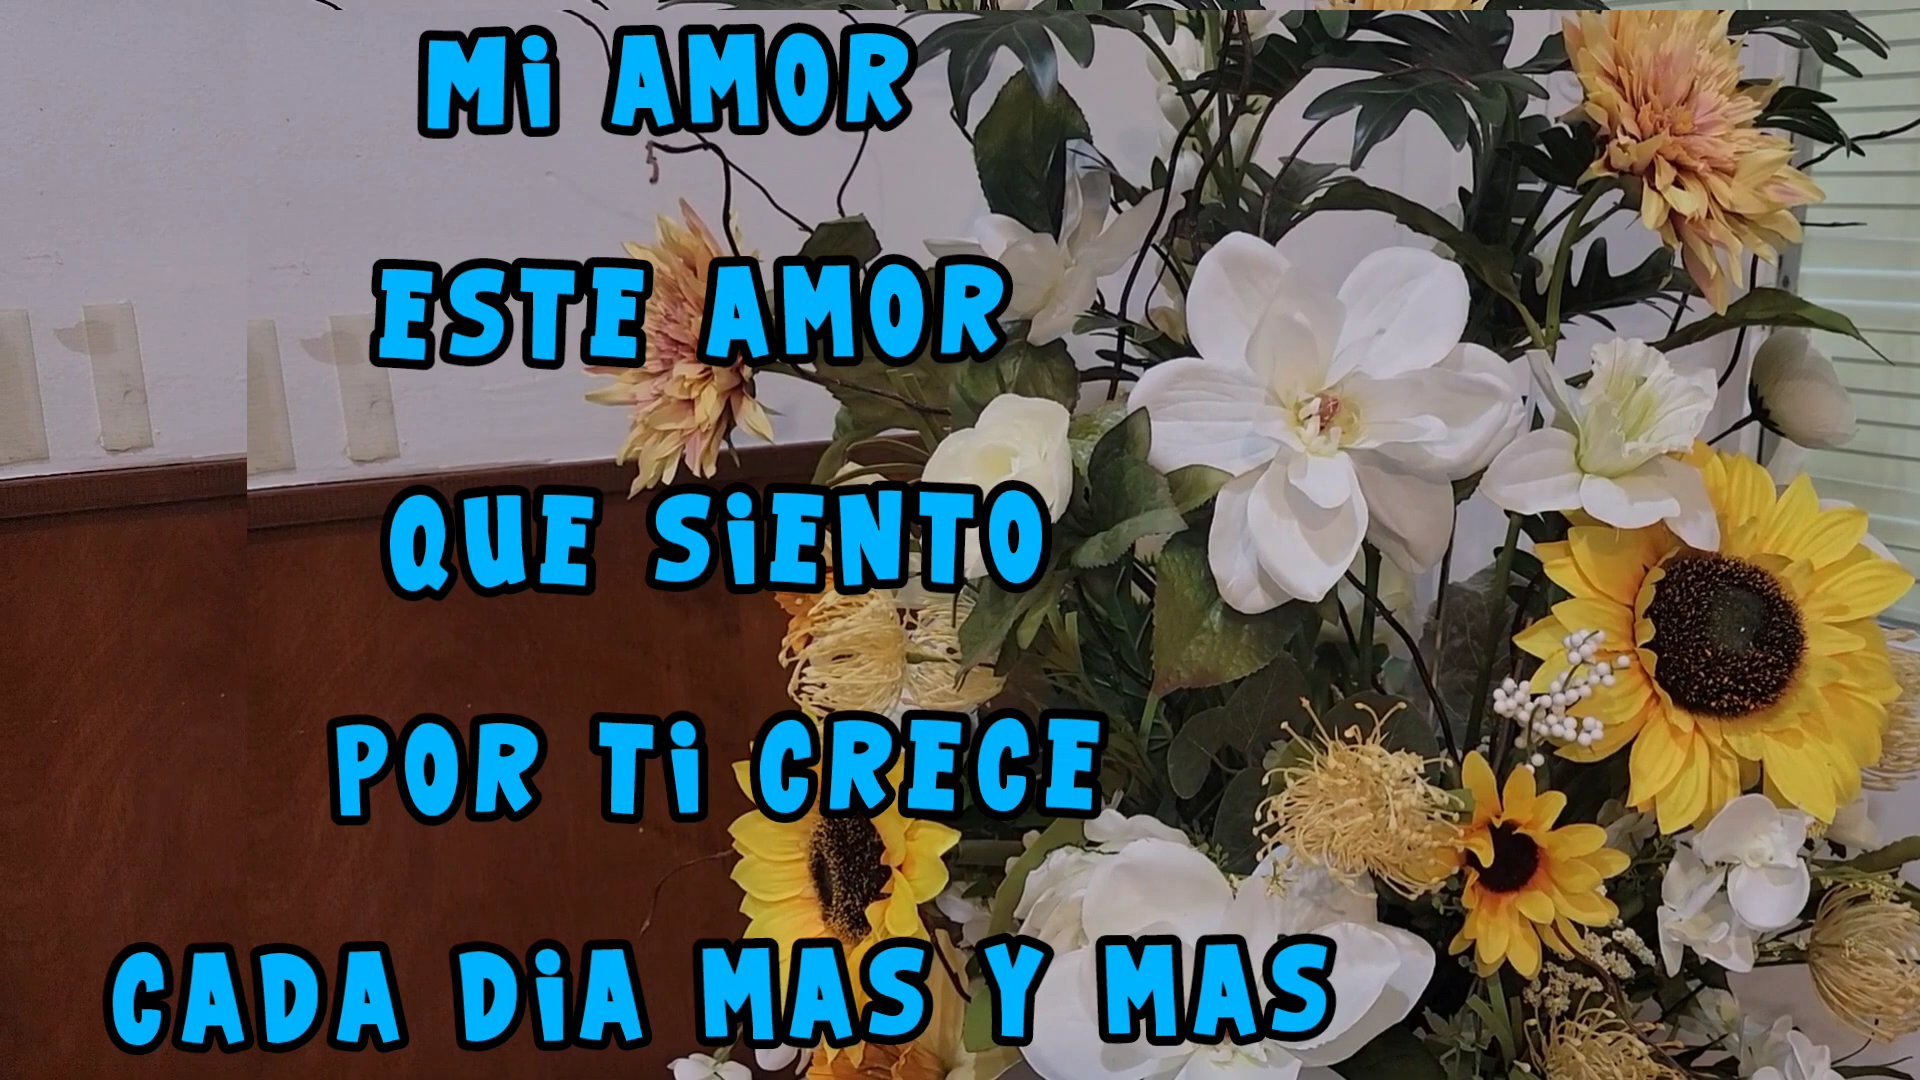 Mi AMOR
ESTE AMOR
QUE SiENTO
POR Ti CRECE
CADA DiA MAS Y MAS